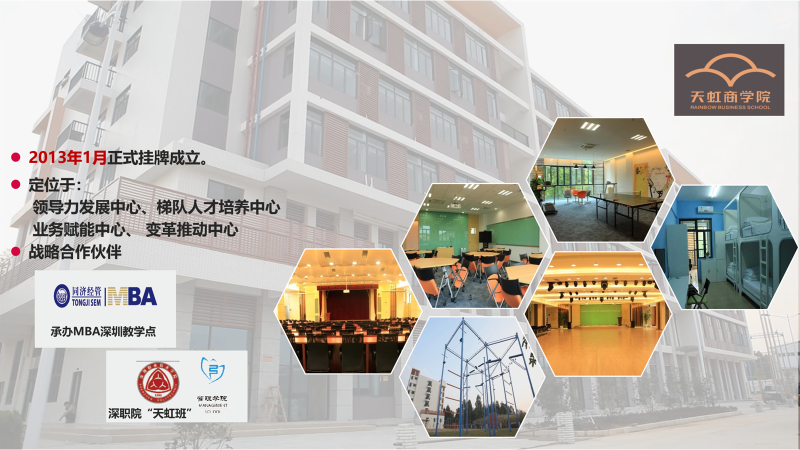 天虹商学院
RAINBOW BUSINESS SCHOOL
2013年1月正式挂牌成立。
定位于：
领导力发展中心、梯队人才培养中心
业务赋能中心、 变革推动中心
战略合作伙伴
同济经管
TONGJI SEM
MBA
承办MBA深圳教学点
管理学院
深职院“天虹班”